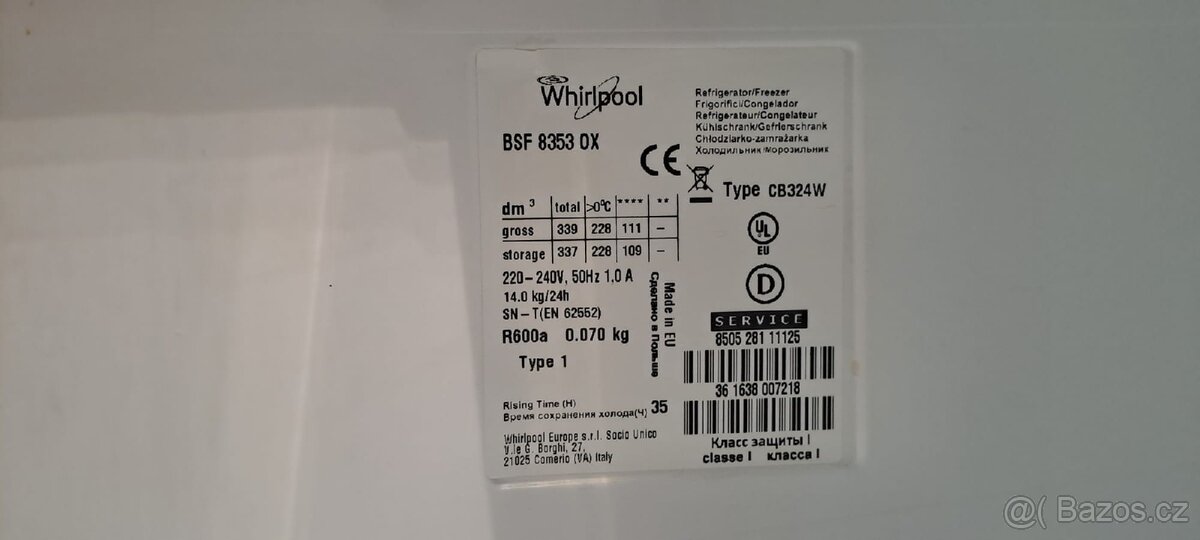 Whirlpool
BSF 8353 OX
Refrigerator/Freezer
Frigorifici/Congelador
Refrigerateur/Congelateur
Kühlschrank/Gefrierschrank
Chłodziarko-zamrażarka
Холодильник/Морозильник
CE
Type CB324W
dm³ total >0°C **** **
gross 339 228 111 –
storage 337 228 109 –
UL
EU
D
220-240V, 50Hz 1.0 A
14.0 kg/24h
SN-T(EN 62552)
R600a 0.070 kg
Type 1
Made in EU
Сделано в Польше
SERVICE
8505 281 11125
36 1638 007218
Rising Time (H)
Время сохранения холода(Ч) 35
Whirlpool Europe s.r.l. Socio Unico
V.le G. Borghi, 27,
21025 Comerio (VA) Italy
Класс защиты I
classe I класса I
@( Bazos.cz